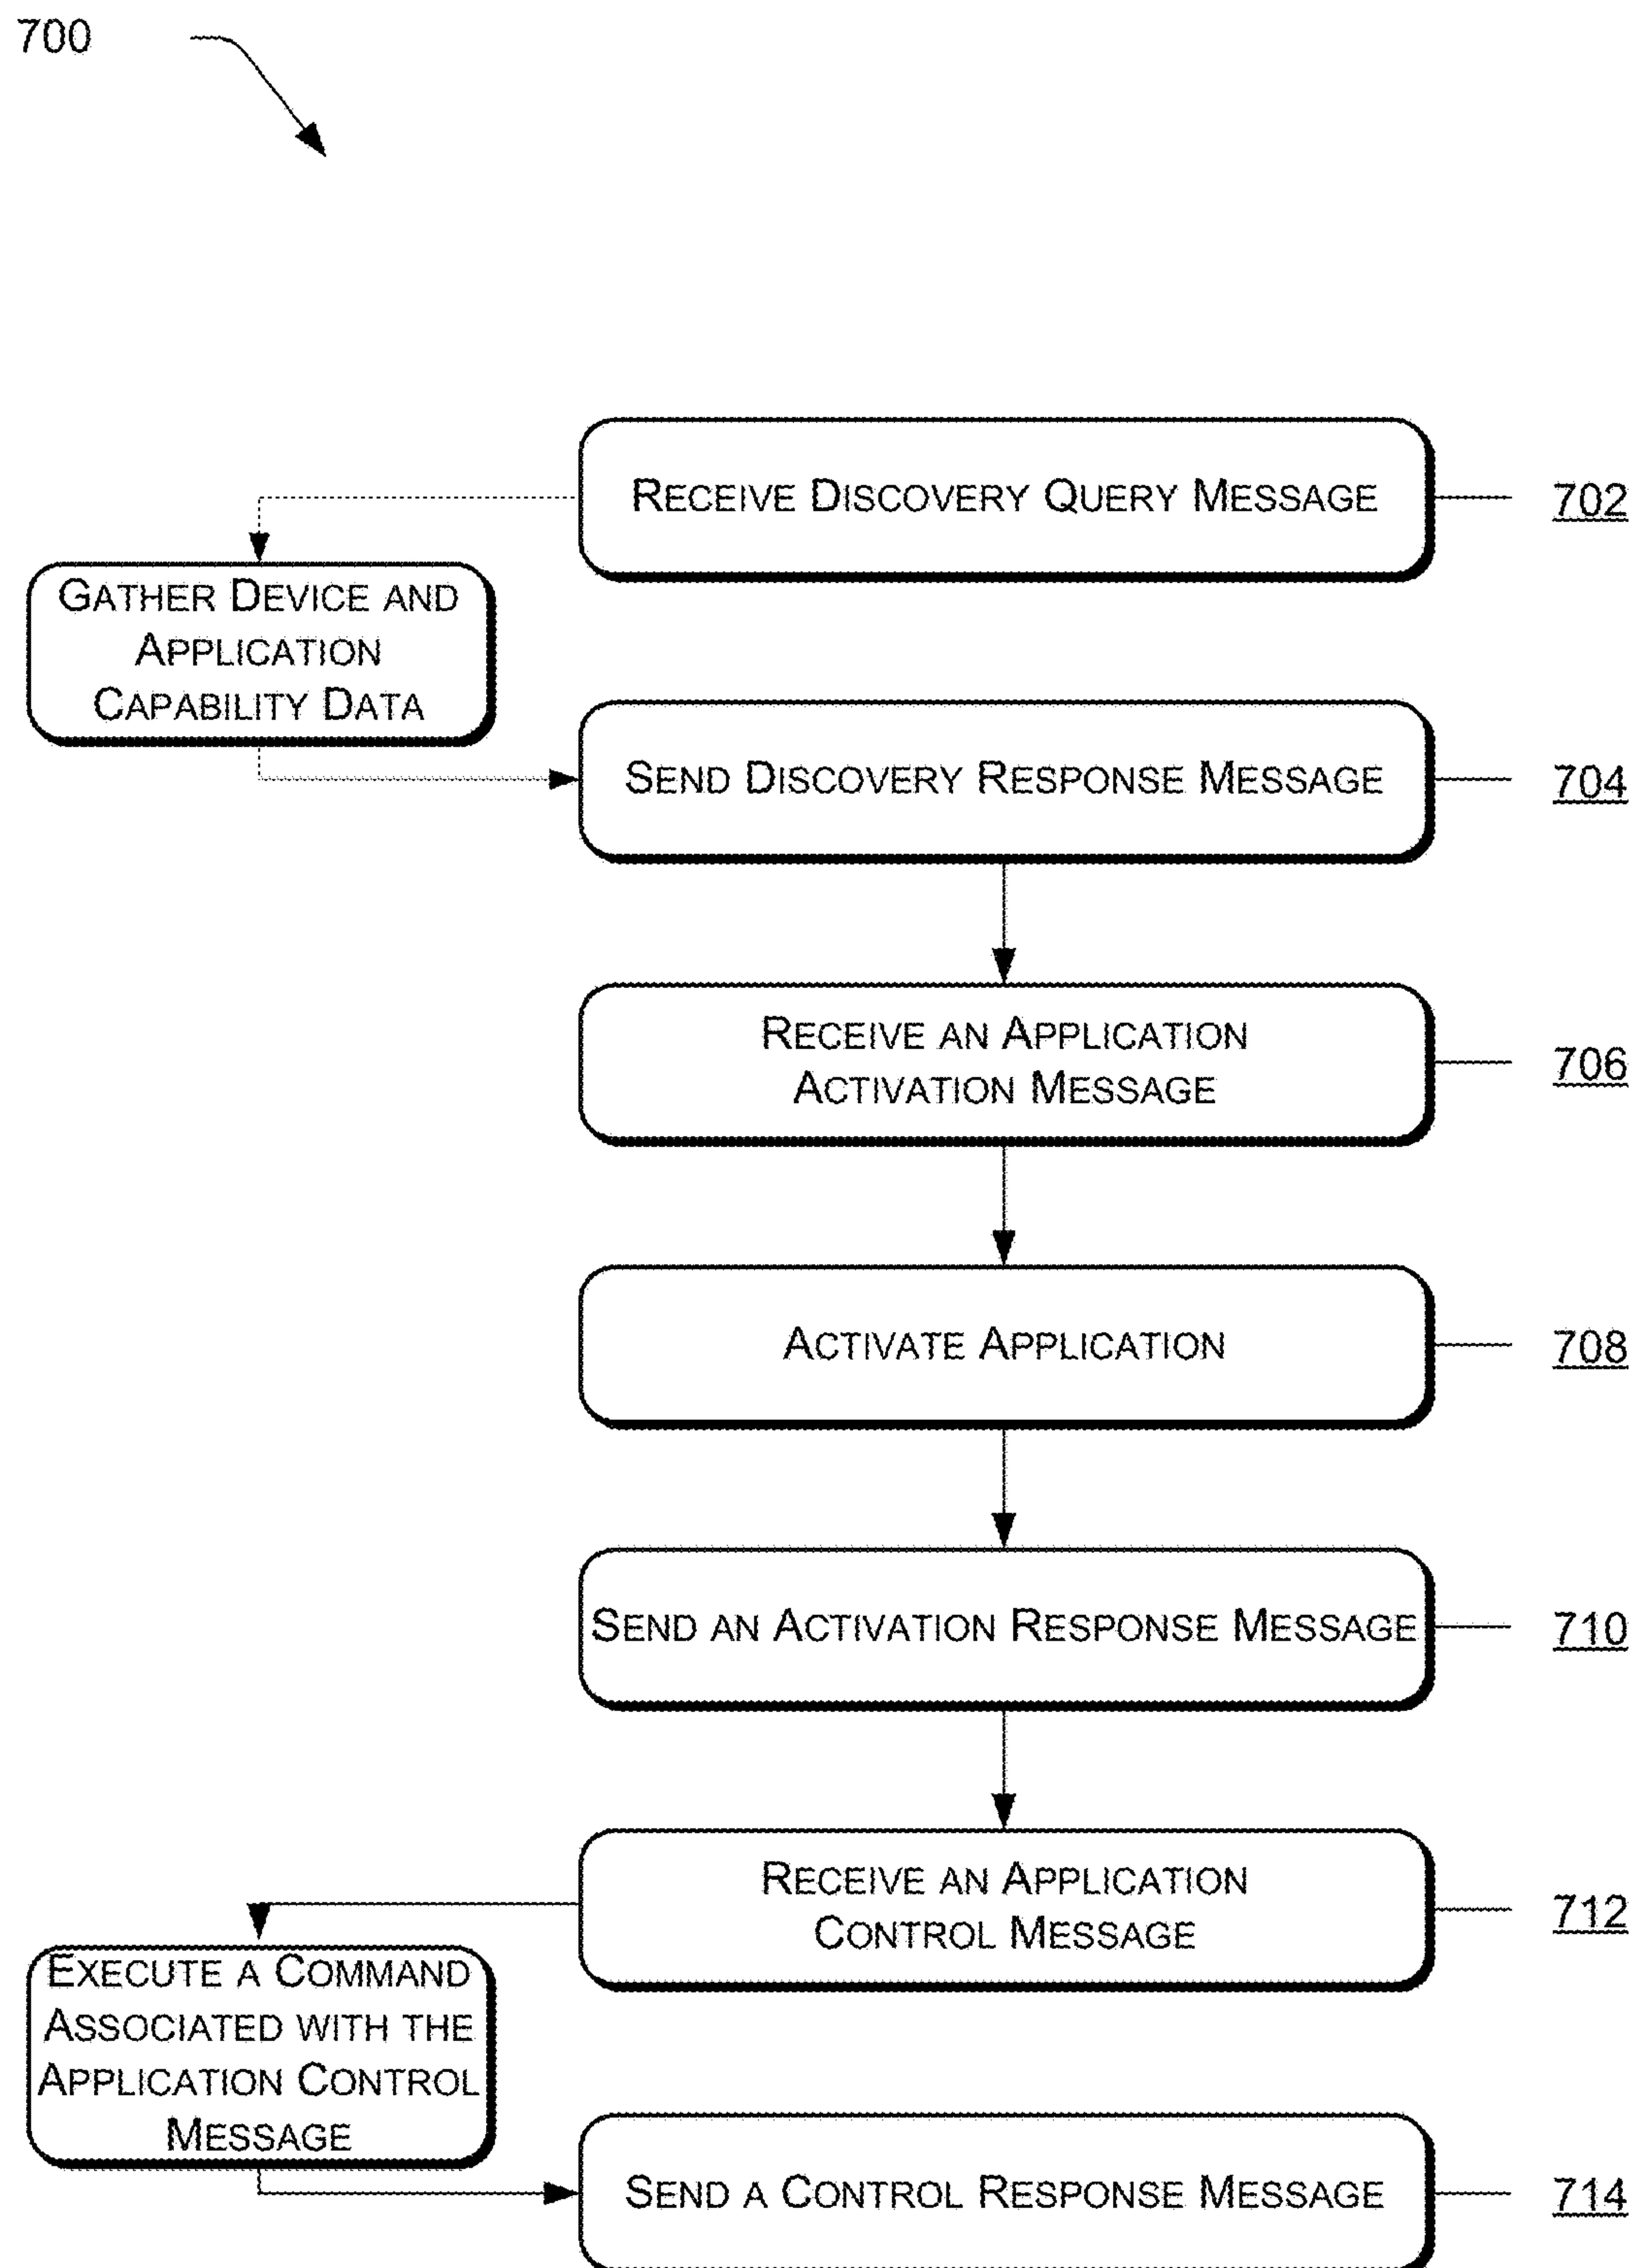 700
RECEIVE DISCOVERY QUERY MESSAGE
702
GATHER DEVICE AND
APPLICATION
CAPABILITY DATA
SEND DISCOVERY RESPONSE MESSAGE
704
RECEIVE AN APPLICATION
ACTIVATION MESSAGE
706
ACTIVATE APPLICATION
708
SEND AN ACTIVATION RESPONSE MESSAGE
710
RECEIVE AN APPLICATION
CONTROL MESSAGE
712
EXECUTE A COMMAND
ASSOCIATED WITH THE
APPLICATION CONTROL
MESSAGE
SEND A CONTROL RESPONSE MESSAGE
714